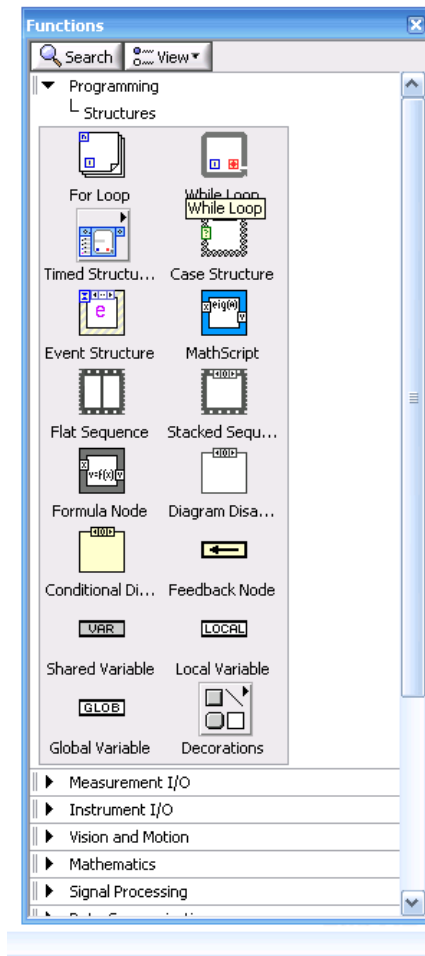 Functions
Search View
Programming
Structures
For Loop While Loop
While Loop
Timed Structu... Case Structure
Event Structure MathScript
Flat Sequence Stacked Sequ...
Formula Node Diagram Disa...
Conditional Di... Feedback Node
VAR LOCAL
Shared Variable Local Variable
GLOB
Global Variable Decorations
Measurement I/O
Instrument I/O
Vision and Motion
Mathematics
Signal Processing